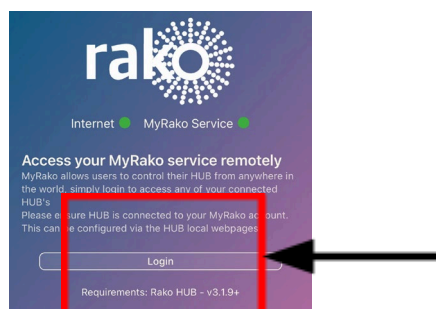 rako
Internet MyRako Service
Access your MyRako service remotely
MyRako allows users to control their HUB from anywhere in
the world, simply login to access any of your connected
HUB's
Please ensure HUB is connected to your MyRako account.
This can be configured via the HUB local webpages
Login
Requirements: Rako HUB - v3.1.9+